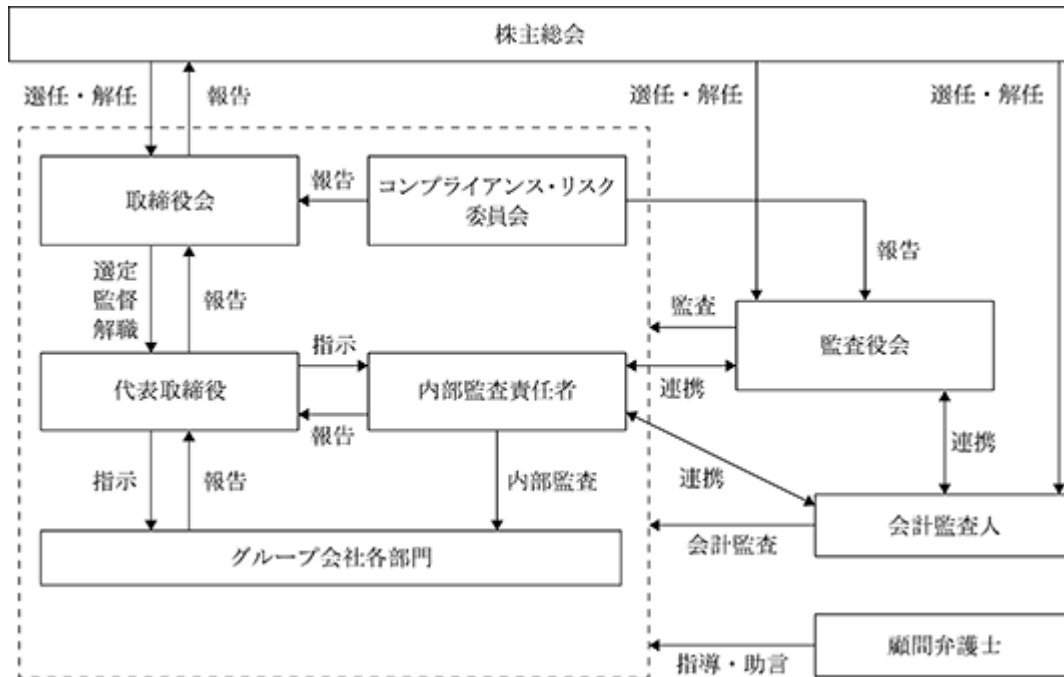 株主総会
選任・解任
報告
選任・解任
選任・解任
取締役会
報告
コンプライアンス・リスク
委員会
報告
選定
監督
解職
報告
監査
監査役会
指示
代表取締役
内部監査責任者
連携
報告
連携
指示
報告
内部監査
連携
会計監査人
会計監査
グループ会社各部門
顧問弁護士
指導・助言